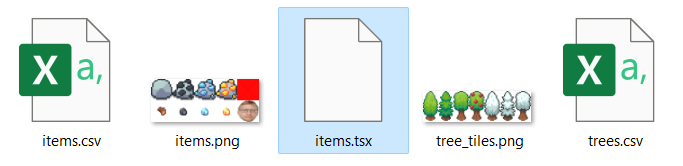 X a,
items.csv
items.png
items.tsx
tree_tiles.png
X a,
trees.csv